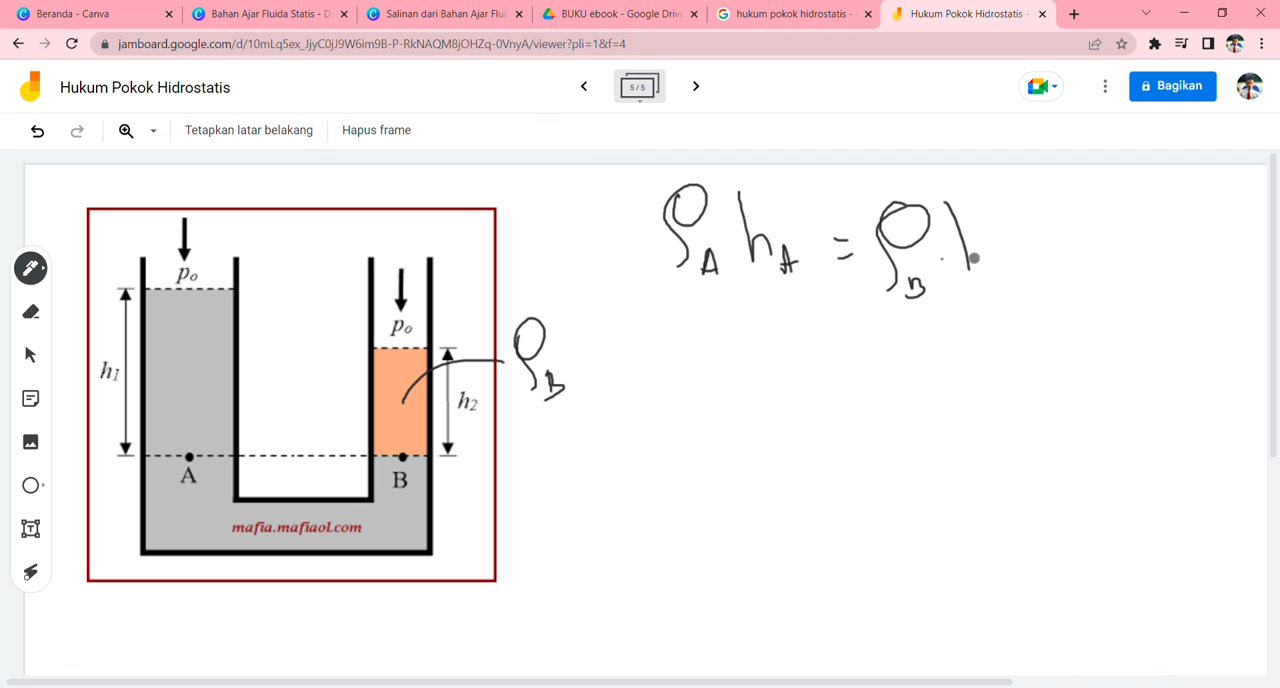 Beranda - Canva
Bahan Ajar Fluida Statis - D
Salinan dari Bahan Ajar Flui
BUKU ebook - Google Driv
hukum pokok hidrostatis -
Hukum Pokok Hidrostatis -
jamboard.google.com/d/10mLq5ex_JjyC0jJ9W6im9B-P-RkNAQM8jOHZq-0VnyA/viewer?pli=1&f=4
Hukum Pokok Hidrostatis
5 / 5
Bagikan
Tetapkan latar belakang
Hapus frame
ρA hA = ρB .
p₀
p₀
ρB
h₁
h₂
A
B
mafia.mafiaol.com